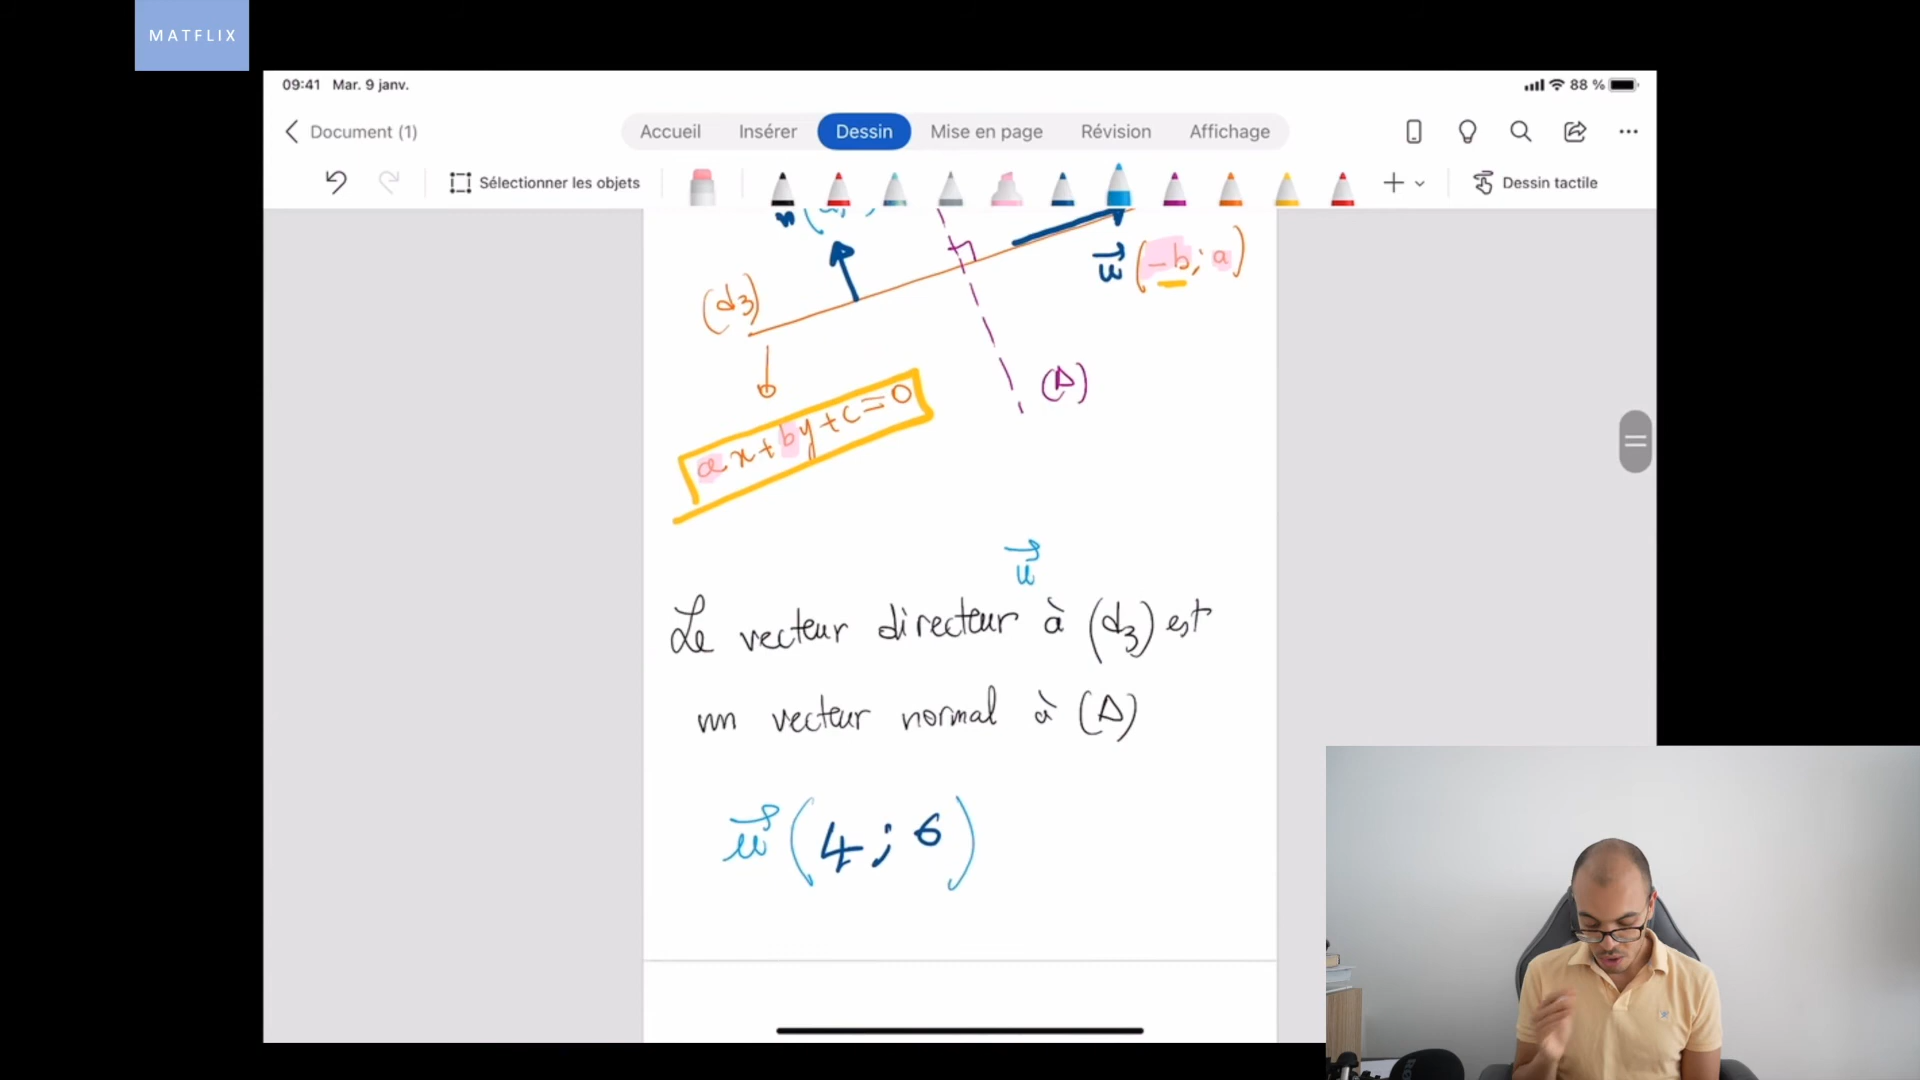 MATFLIX
09:41 Mar. 9 janv.
88 %
Document (1)
Accueil Insérer Dessin Mise en page Révision Affichage
Sélectionner les objets
Dessin tactile
(d3)
(-b; a)
(Δ)
ax+by+c=0
u
Le vecteur directeur à (d3) est
un vecteur normal à (Δ)
u (4; 6)